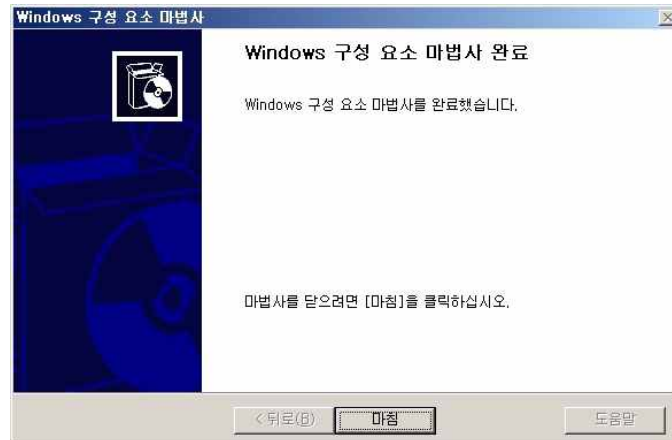 Windows 구성 요소 마법사
Windows 구성 요소 마법사 완료
Windows 구성 요소 마법사를 완료했습니다.
마법사를 닫으려면 [마침]을 클릭하십시오.
< 뒤로(B) 마침 도움말